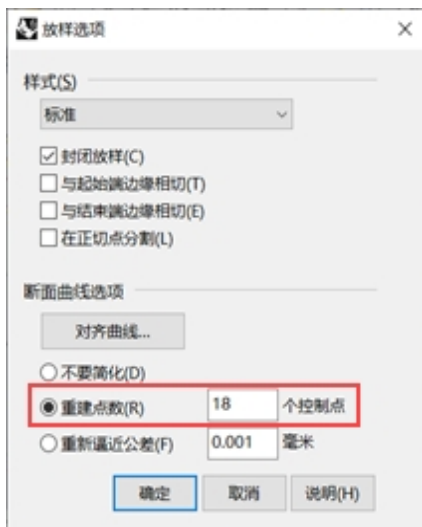 放样选项
样式(S)
标准
封闭放样(C)
与起始端边缘相切(T)
与结束端边缘相切(E)
在正切点分割(L)
断面曲线选项
对齐曲线...
不要简化(D)
重建点数(R) 18 个控制点
重新逼近公差(F) 0.001 毫米
确定 取消 说明(H)